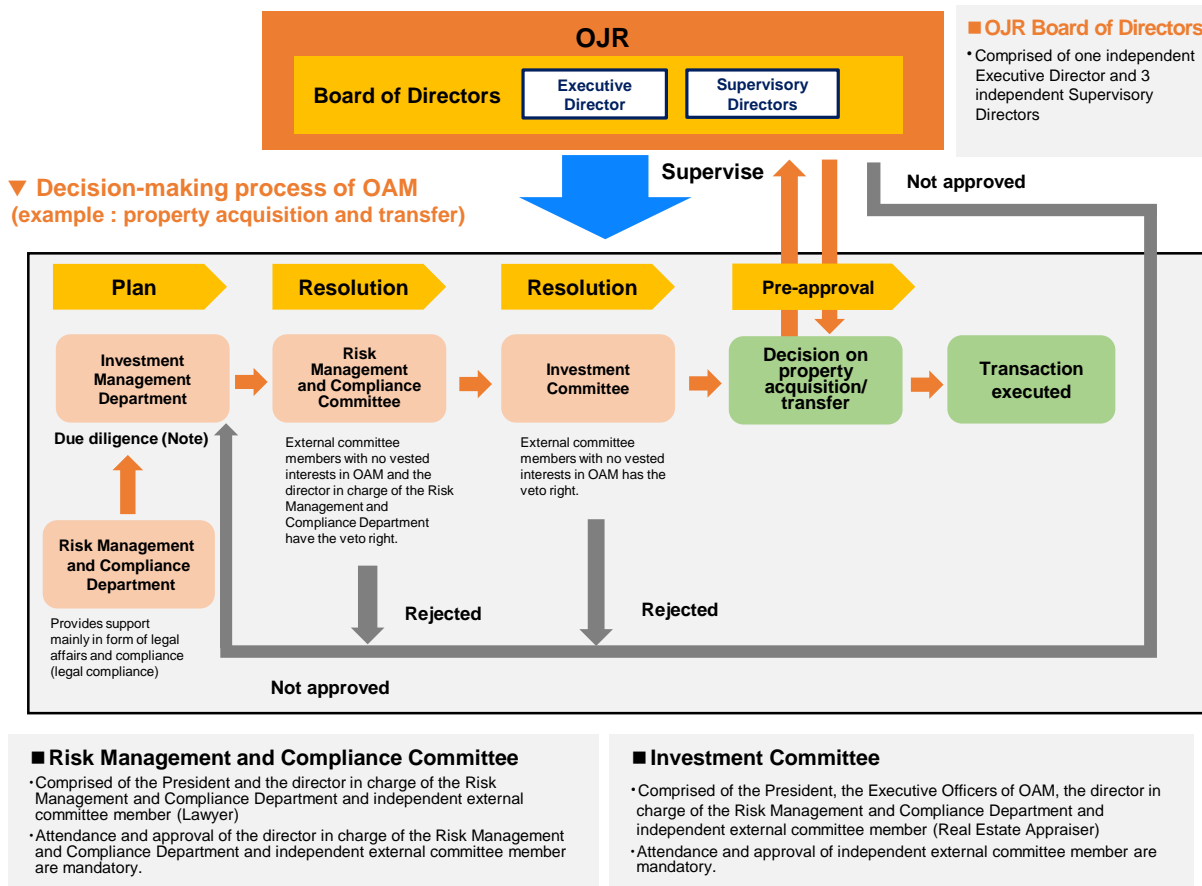 OJR
Board of Directors
Executive
Director
Supervisory
Directors
■ OJR Board of Directors
・Comprised of one independent
Executive Director and 3
independent Supervisory
Directors
Supervise
Not approved
▼ Decision-making process of OAM
(example : property acquisition and transfer)
Plan
Resolution
Resolution
Pre-approval
Investment
Management
Department
Risk
Management
and Compliance
Committee
Investment
Committee
Decision on
property
acquisition/
transfer
Transaction
executed
Due diligence (Note)
External committee
members with no vested
interests in OAM and the
director in charge of the Risk
Management and
Compliance Department
have the veto right.
External committee
members with no vested
interests in OAM has the
veto right.
Risk Management
and Compliance
Department
Provides support
mainly in form of legal
affairs and compliance
(legal compliance)
Rejected
Rejected
Not approved
■ Risk Management and Compliance Committee
・Comprised of the President and the director in charge of the Risk
Management and Compliance Department and independent external
committee member (Lawyer)
・Attendance and approval of the director in charge of the Risk Management
and Compliance Department and independent external committee member
are mandatory.
■ Investment Committee
・Comprised of the President, the Executive Officers of OAM, the director in
charge of the Risk Management and Compliance Department and
independent external committee member (Real Estate Appraiser)
・Attendance and approval of independent external committee member are
mandatory.